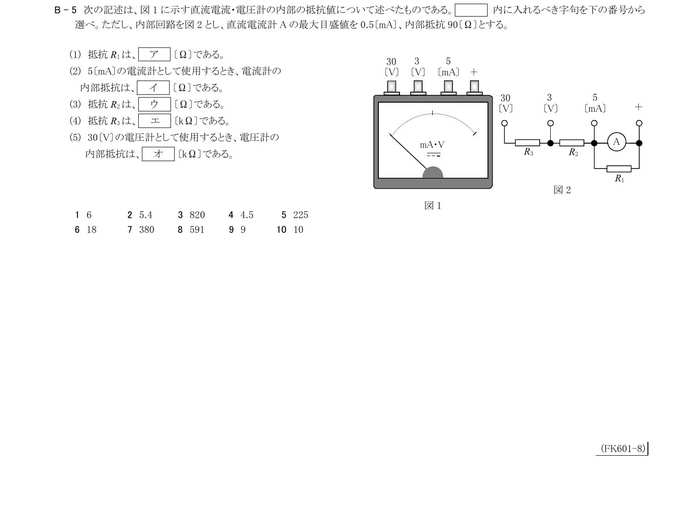 B－5 次の記述は、図１に示す直流電流・電圧計の内部の抵抗値について述べたものである。 内に入れるべき字句を下の番号から
選べ。ただし、内部回路を図２とし、直流電流計Ａの最大目盛値を 0.5〔mA〕、内部抵抗 90〔Ω〕とする。
(1) 抵抗 R₁は、 ア 〔Ω〕である。
(2) 5〔mA〕の電流計として使用するとき、電流計の
内部抵抗は、 イ 〔Ω〕である。
(3) 抵抗 R₂は、 ウ 〔Ω〕である。
(4) 抵抗 R₃は、 エ 〔kΩ〕である。
(5) 30〔V〕の電圧計として使用するとき、電圧計の
内部抵抗は、 オ 〔kΩ〕である。
30 3 5
〔V〕 〔V〕 〔mA〕 ＋
mA・V
図１
30 3 5 ＋
〔V〕 〔V〕 〔mA〕
R₃ R₂ A
R₁
図２
1 6 2 5.4 3 820 4 4.5 5 225
6 18 7 380 8 591 9 9 10 10
(FK601-8)